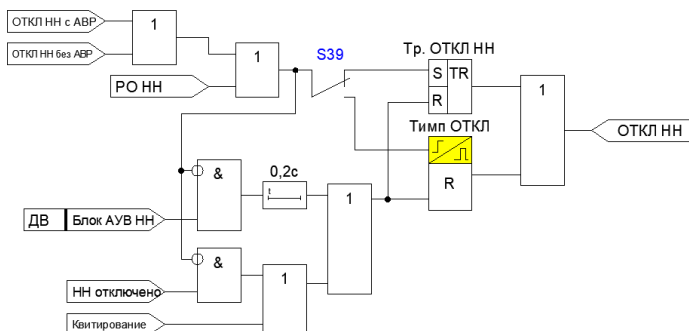 ОТКЛ НН с АВР
1
ОТКЛ НН без АВР
1
РО НН
S39
Тр. ОТКЛ НН
S TR
R
1
ОТКЛ НН
Тимп ОТКЛ
R
&
0,2с
t
1
ДВ Блок АУВ НН
&
НН отключено
1
Квитирование